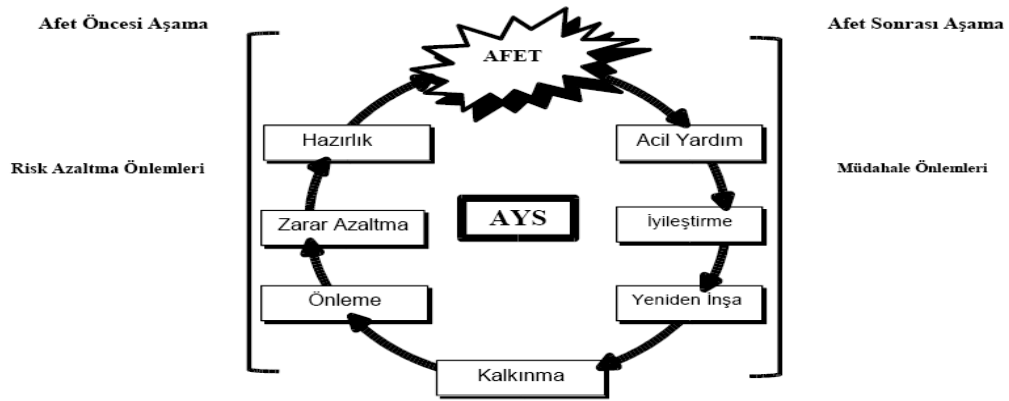 Afet Öncesi Aşama
Afet Sonrası Aşama
AFET
Hazırlık
Acil Yardım
Risk Azaltma Önlemleri
Müdahale Önlemleri
Zarar Azaltma
AYS
İyileştirme
Önleme
Yeniden İnşa
Kalkınma